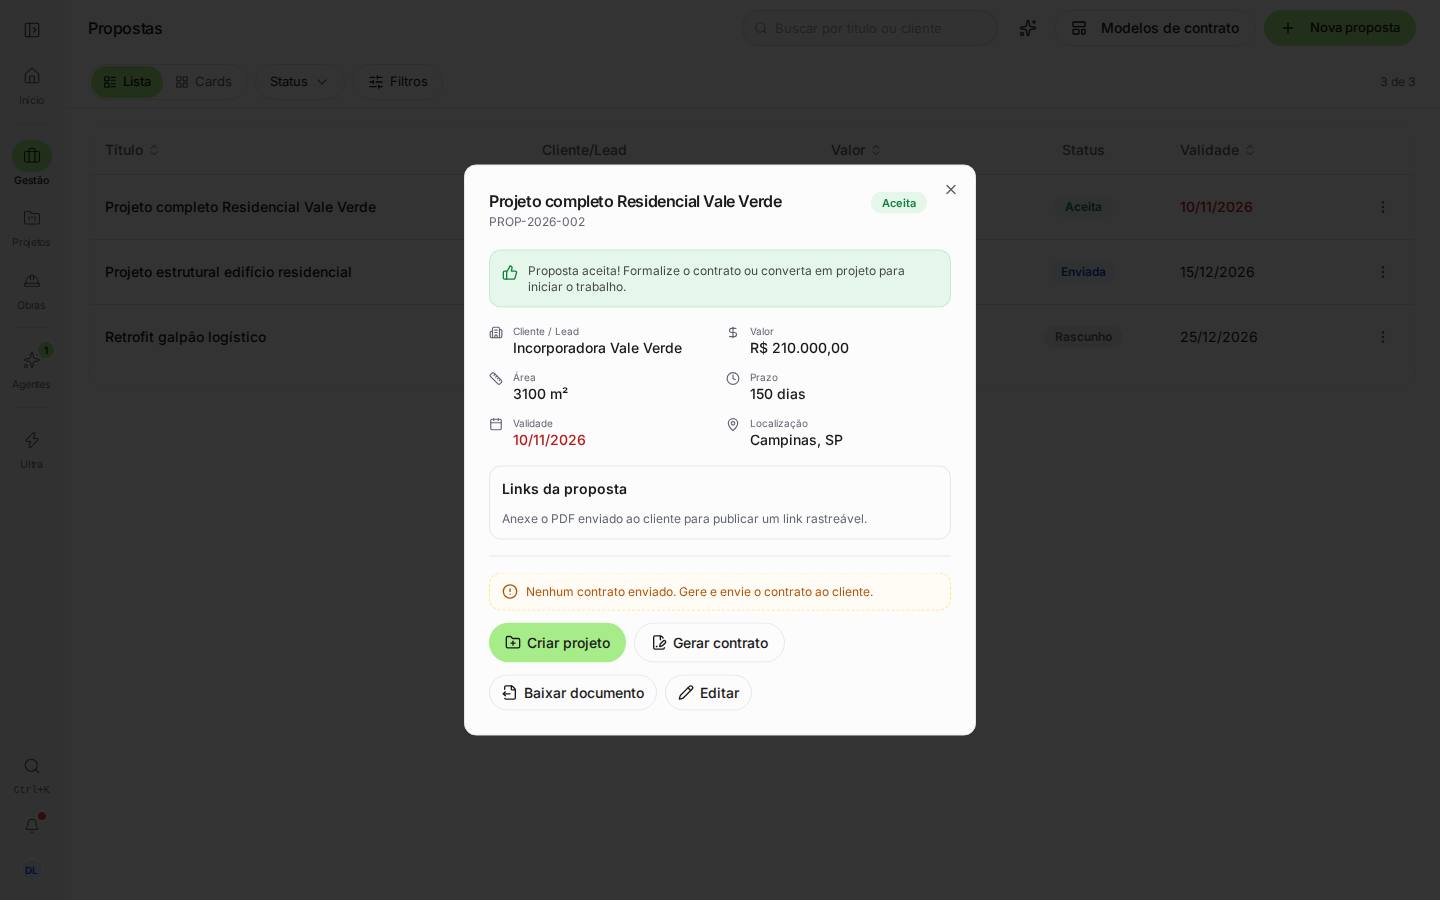 Propostas
Buscar por título ou cliente
Modelos de contrato
Nova proposta
Início
Lista
Cards
Status
Filtros
3 de 3
Gestão
Projetos
Obras
1
Agentes
Ultra
Título
Cliente/Lead
Valor
Status
Validade
Projeto completo Residencial Vale Verde
Aceita
10/11/2026
Projeto estrutural edifício residencial
Enviada
15/12/2026
Retrofit galpão logístico
Rascunho
25/12/2026
Projeto completo Residencial Vale Verde
Aceita
PROP-2026-002
Proposta aceita! Formalize o contrato ou converta em projeto para
iniciar o trabalho.
Cliente / Lead
Incorporadora Vale Verde
Valor
R$ 210.000,00
Área
3100 m²
Prazo
150 dias
Validade
10/11/2026
Localização
Campinas, SP
Links da proposta
Anexe o PDF enviado ao cliente para publicar um link rastreável.
Nenhum contrato enviado. Gere e envie o contrato ao cliente.
Criar projeto
Gerar contrato
Baixar documento
Editar
Ctrl+K
DL